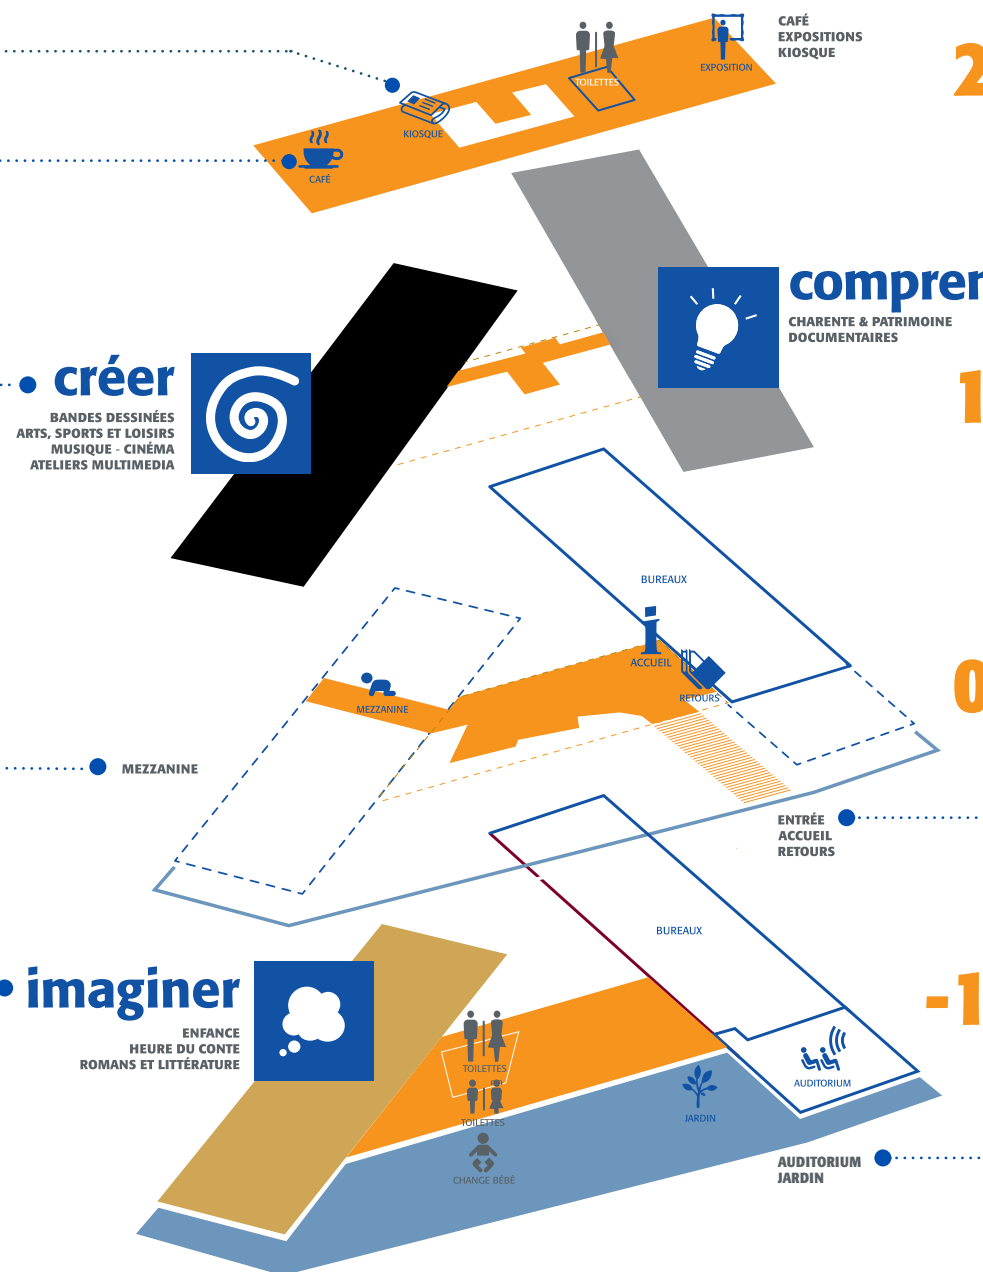 CAFÉ
EXPOSITIONS
KIOSQUE
2
EXPOSITION
TOILETTES
KIOSQUE
CAFÉ
comprer
CHARENTE & PATRIMOINE
DOCUMENTAIRES
1
créer
BANDES DESSINÉES
ARTS, SPORTS ET LOISIRS
MUSIQUE - CINÉMA
ATELIERS MULTIMEDIA
BUREAUX
ACCUEIL
RETOURS
0
MEZZANINE
MEZZANINE
ENTRÉE
ACCUEIL
RETOURS
BUREAUX
imaginer
ENFANCE
HEURE DU CONTE
ROMANS ET LITTÉRATURE
-1
TOILETTES
AUDITORIUM
TOILETTES
JARDIN
CHANGE BÉBÉ
AUDITORIUM
JARDIN